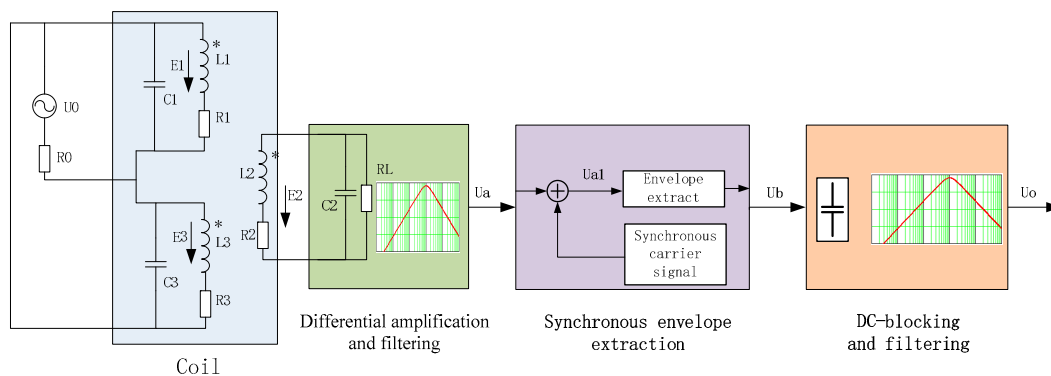 U0
R0
E1
*
L1
C1
R1
E3
*
L3
C3
R3
*
L2
E2
R2
C2
RL
Ua
Ua1
Envelope
extract
Synchronous
carrier
signal
Ub
Uo
Coil
Differential amplification
and filtering
Synchronous envelope
extraction
DC-blocking
and filtering